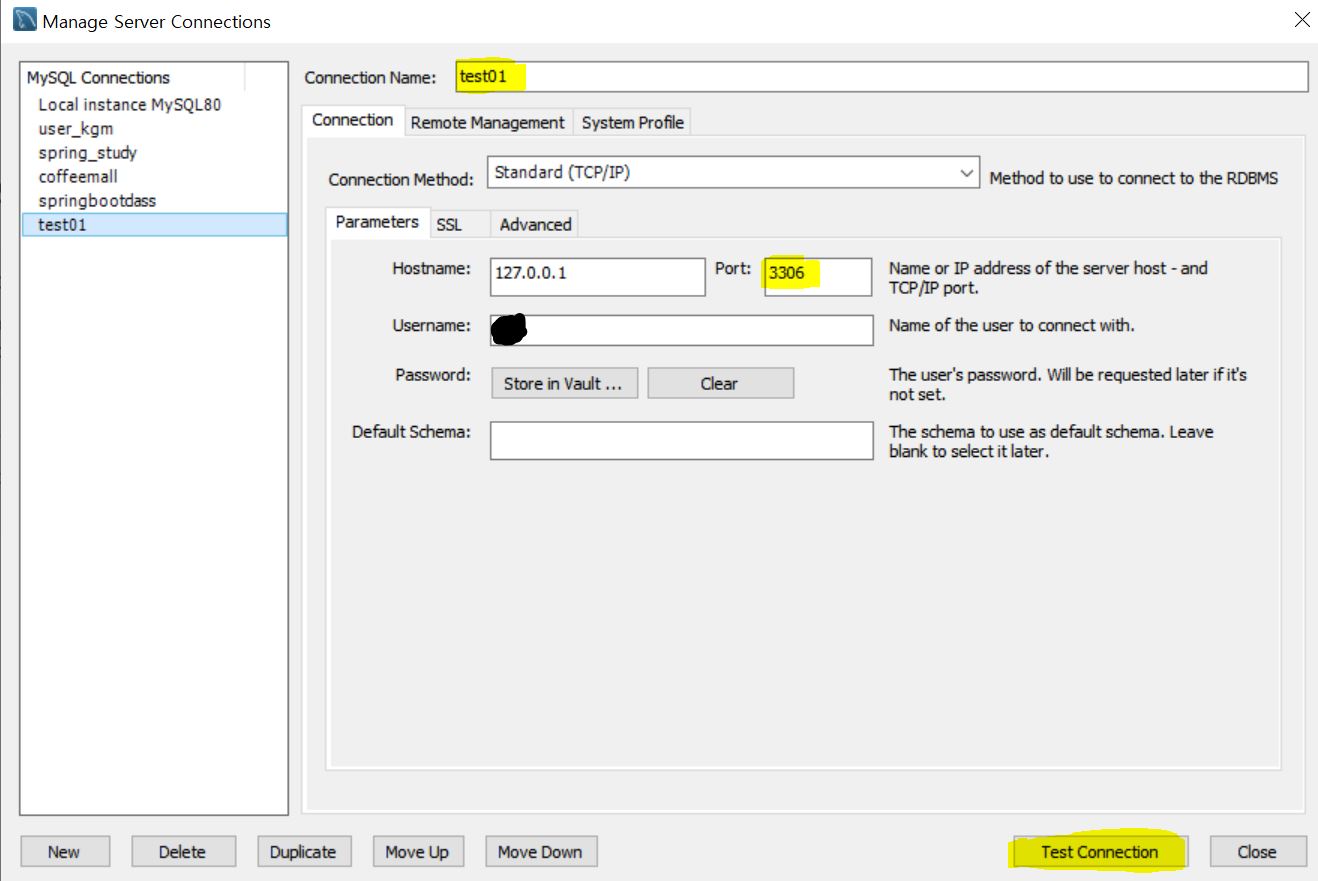 Manage Server Connections
MySQL Connections
Local instance MySQL80
user_kgm
spring_study
coffeemall
springbootdass
test01
Connection Name: test01
Connection Remote Management System Profile
Connection Method: Standard (TCP/IP) Method to use to connect to the RDBMS
Parameters SSL Advanced
Hostname: 127.0.0.1 Port: 3306 Name or IP address of the server host - and
TCP/IP port.
Username: Name of the user to connect with.
Password: Store in Vault ... Clear The user's password. Will be requested later if it's
not set.
Default Schema: The schema to use as default schema. Leave
blank to select it later.
New Delete Duplicate Move Up Move Down Test Connection Close